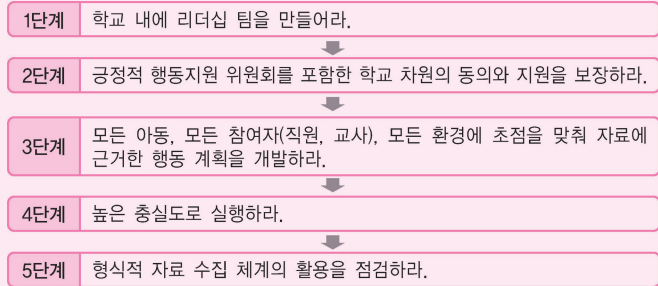 1단계 학교 내에 리더십 팀을 만들어라.
2단계 긍정적 행동지원 위원회를 포함한 학교 차원의 동의와 지원을 보장하라.
3단계 모든 아동, 모든 참여자(직원, 교사), 모든 환경에 초점을 맞춰 자료에
근거한 행동 계획을 개발하라.
4단계 높은 충실도로 실행하라.
5단계 형식적 자료 수집 체계의 활용을 점검하라.